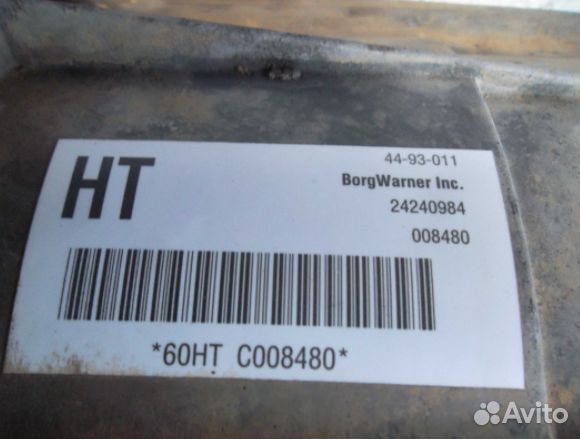 HT
44-93-011
BorgWarner Inc.
24240984
008480
*60HT C008480*
Avito